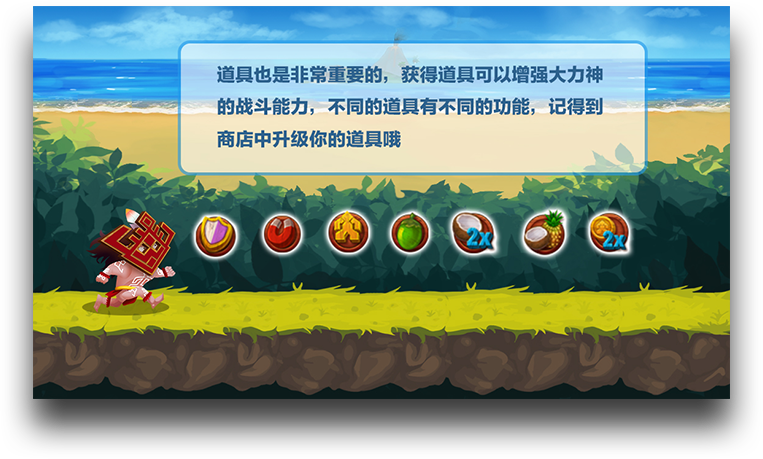 道具也是非常重要的，获得道具可以增强大力神
的战斗能力，不同的道具有不同的功能，记得到
商店中升级你的道具哦
2x
2x